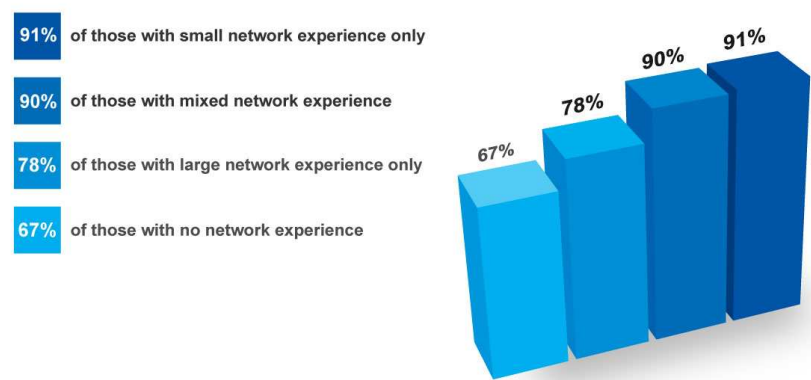 91% of those with small network experience only
90% of those with mixed network experience
78% of those with large network experience only
67% of those with no network experience
67%
78%
90%
91%